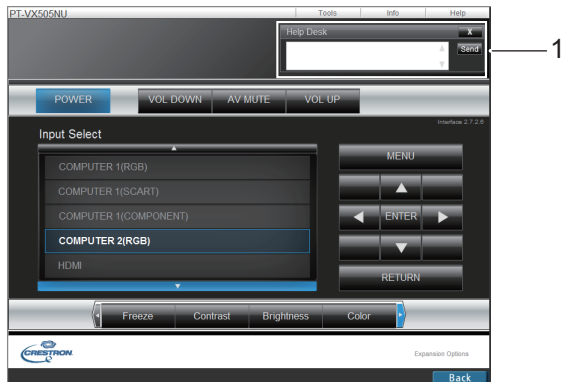 PT-VX505NU Tools Info Help
Help Desk X
Send
1
POWER VOL DOWN AV MUTE VOL UP
Interface 2.7.2.6
Input Select
MENU
COMPUTER 1(RGB)
COMPUTER 1(SCART)
COMPUTER 1(COMPONENT)
ENTER
COMPUTER 2(RGB)
HDMI
RETURN
Freeze Contrast Brightness Color
CRESTRON
Expansion Options
Back